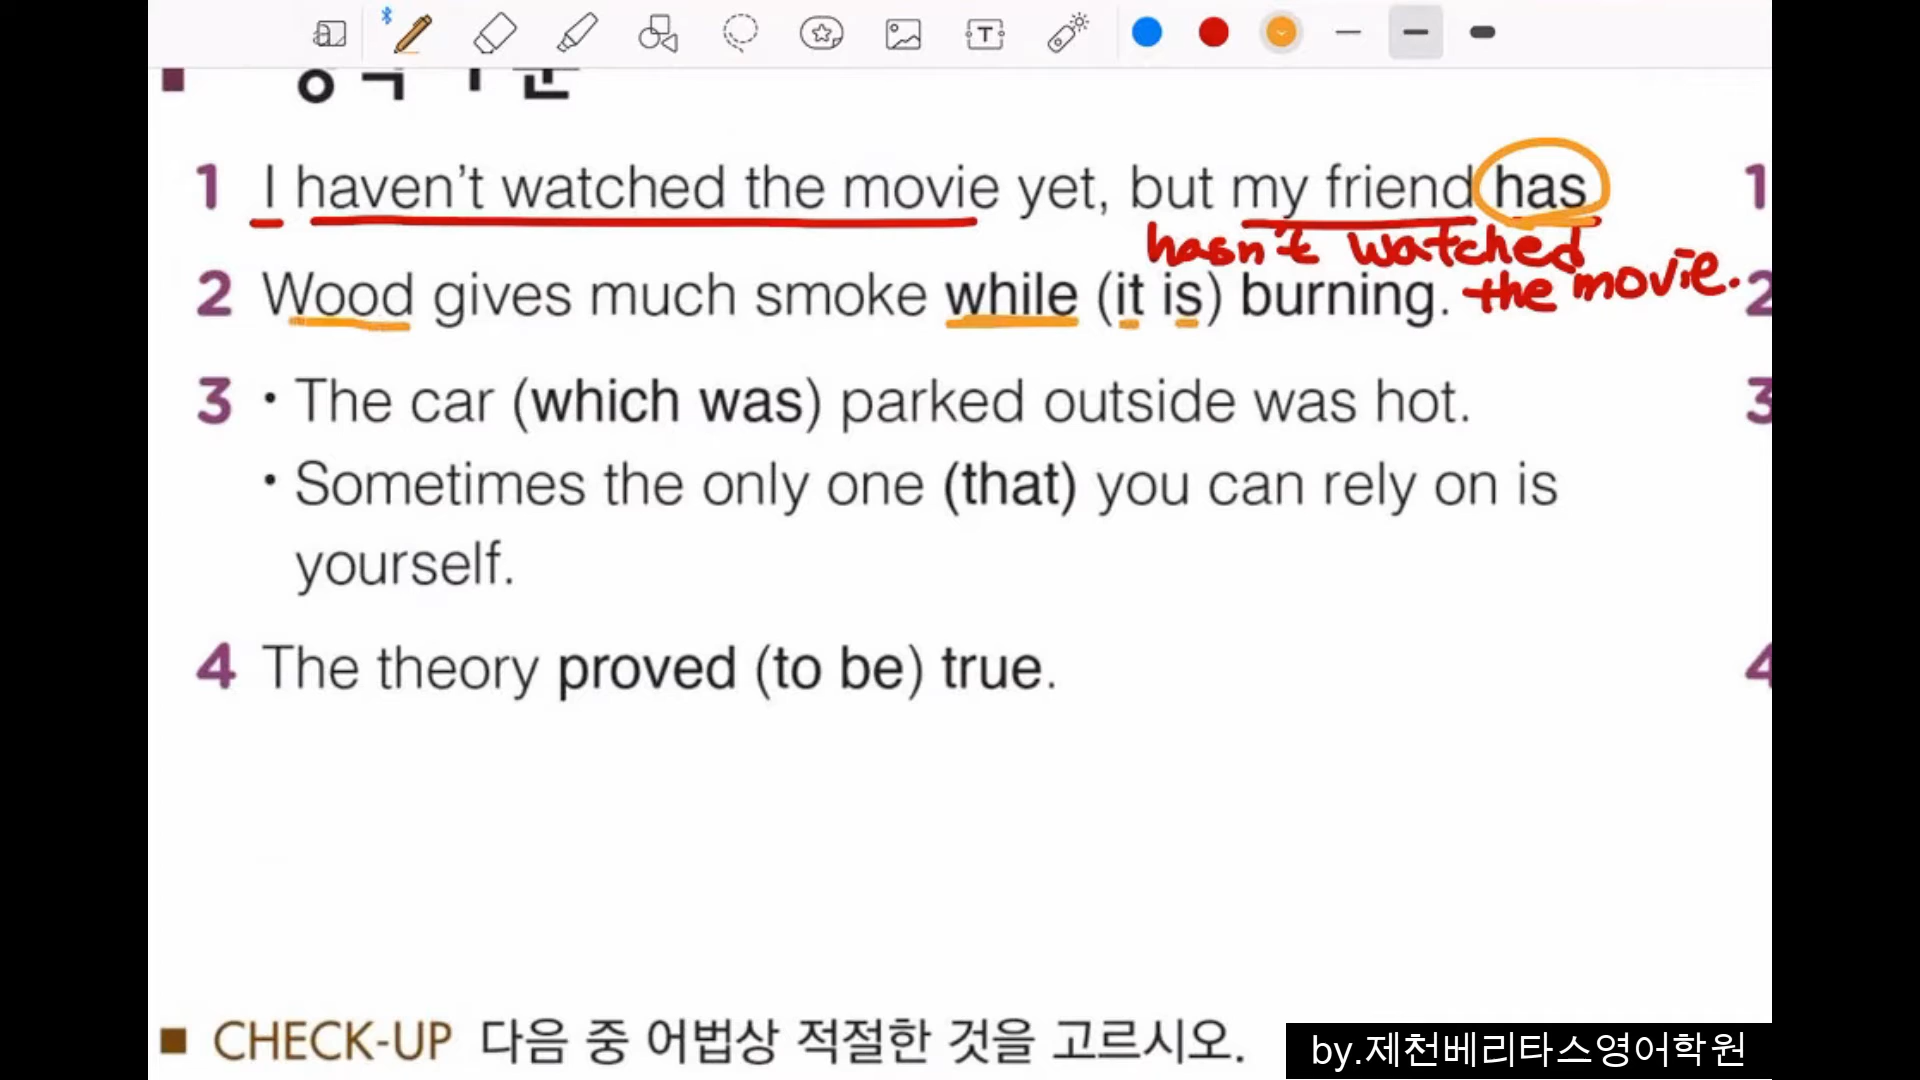 1 I haven't watched the movie yet, but my friend has 1
hasn't watched
the movie.
2 Wood gives much smoke while (it is) burning. 2
3 • The car (which was) parked outside was hot. 3
• Sometimes the only one (that) you can rely on is
yourself.
4 The theory proved (to be) true. 4
■ CHECK-UP 다음 중 어법상 적절한 것을 고르시오.
by.제천베리타스영어학원